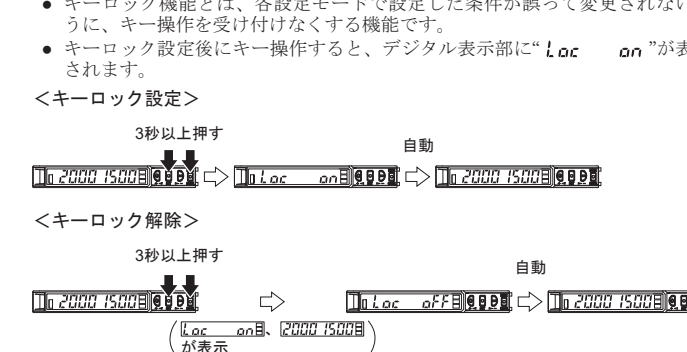 ● キーロック機能とは、各設定モードで設定した条件が誤って変更されない
うに、キー操作を受け付けなくする機能です。
● キーロック設定後にキー操作すると、デジタル表示部に“Loc on”が表
されます。
＜キーロック設定＞
3秒以上押す
自動
2000 1500 Loc on 2000 1500
＜キーロック解除＞
3秒以上押す
自動
2000 1500 Loc oFF 2000 1500
(Loc on、2000 1500
が表示